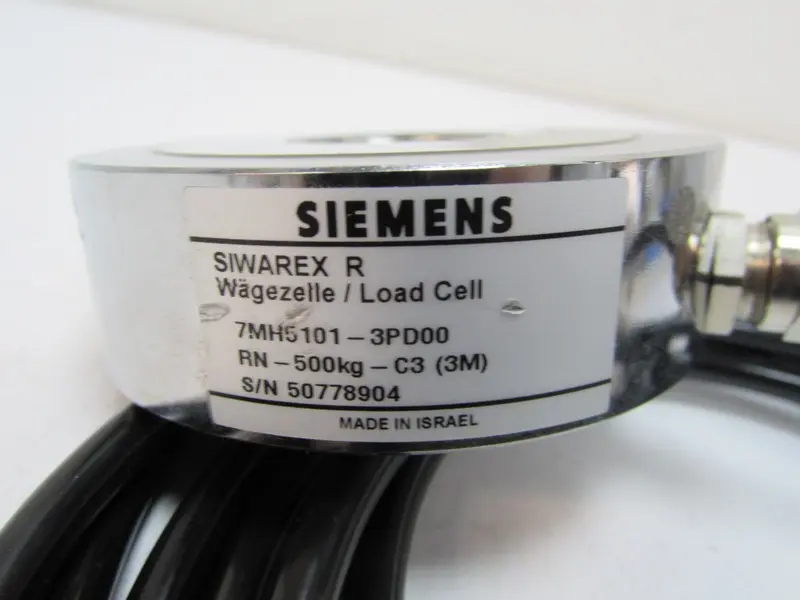 SIEMENS
SIWAREX R
Wägezelle / Load Cell
7MH5101-3PD00
RN-500kg-C3 (3M)
S/N 50778904
MADE IN ISRAEL